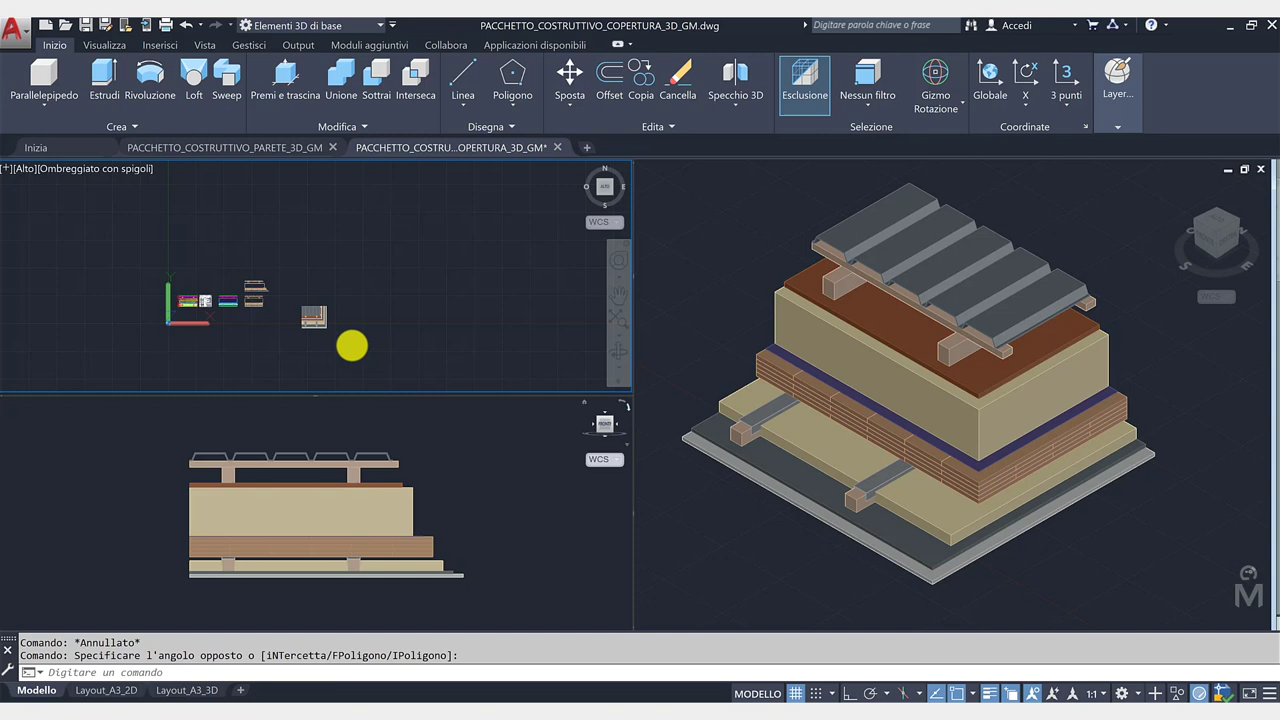 Elementi 3D di base
PACCHETTO_COSTRUTTIVO_COPERTURA_3D_GM.dwg
Digitare parola chiave o frase
Accedi
Inizio
Visualizza
Inserisci
Vista
Gestisci
Output
Moduli aggiuntivi
Collabora
Applicazioni disponibili
Parallelepipedo
Estrudi
Rivoluzione
Loft
Sweep
Premi e trascina
Unione
Sottrai
Interseca
Linea
Poligono
Sposta
Offset
Copia
Cancella
Specchio 3D
Esclusione
Nessun filtro
Gizmo
Rotazione
Globale
X
3 punti
Layer...
Crea
Modifica
Disegna
Edita
Selezione
Coordinate
Inizia
PACCHETTO_COSTRUTTIVO_PARETE_3D_GM
PACCHETTO_COSTRU...OPERTURA_3D_GM*
[+][Alto][Ombreggiato con spigoli]
N
O
ALTO
E
S
WCS
WCS
M
Comando: *Annullato*
Comando: Specificare l'angolo opposto o [iNTercetta/FPoligono/IPoligono]:
Digitare un comando
Modello
Layout_A3_2D
Layout_A3_3D
MODELLO
1:1